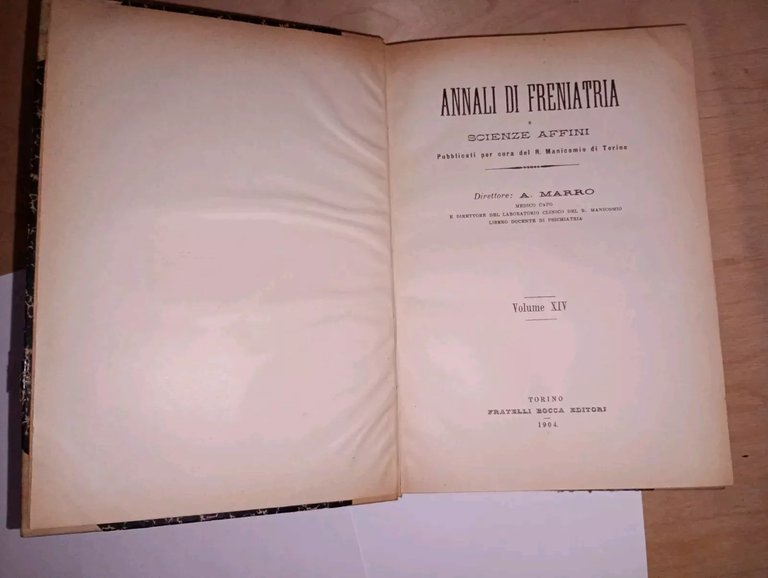 ANNALI DI FRENIATRIA
E
SCIENZE AFFINI
Pubblicati per cura del R. Manicomio di Torino
Direttore: A. MARRO
MEDICO CAPO
E DIRETTORE DEL LABORATORIO CLINICO DEL R. MANICOMIO
LIBERO DOCENTE DI PSICHIATRIA
Volume XIV
TORINO
FRATELLI BOCCA EDITORI
1904.